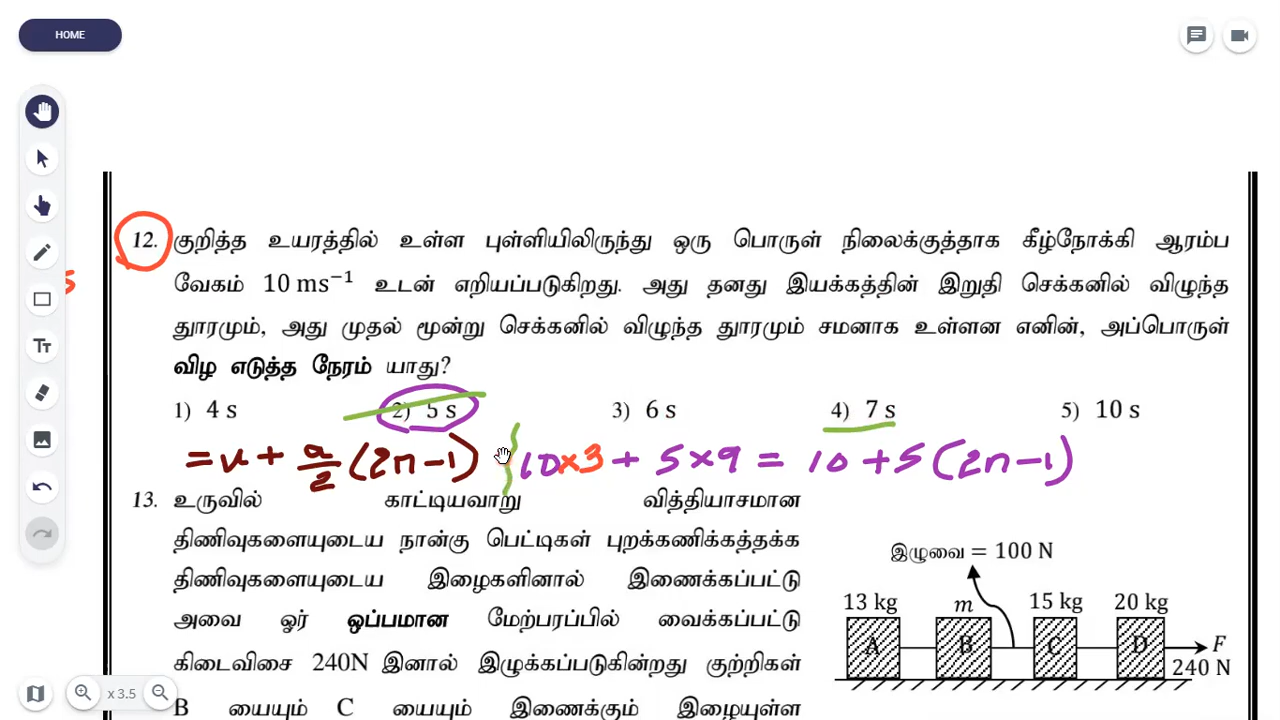 HOME
12. குறித்த உயரத்தில் உள்ள புள்ளியிலிருந்து ஒரு பொருள் நிலைக்குத்தாக கீழ்நோக்கி ஆரம்ப
வேகம் 10 ms⁻¹ உடன் எறியப்படுகிறது. அது தனது இயக்கத்தின் இறுதி செக்கனில் விழுந்த
தூரமும், அது முதல் மூன்று செக்கனில் விழுந்த தூரமும் சமனாக உள்ளன எனின், அப்பொருள்
விழ எடுத்த நேரம் யாது?
1) 4 s 2) 5 s 3) 6 s 4) 7 s 5) 10 s
= u + a/2 (2n-1) 10×3 + 5×9 = 10 + 5(2n-1)
13. உருவில் காட்டியவாறு வித்தியாசமான
திணிவுகளையுடைய நான்கு பெட்டிகள் புறக்கணிக்கத்தக்க
திணிவுகளையுடைய இழைகளினால் இணைக்கப்பட்டு
அவை ஓர் ஒப்பமான மேற்பரப்பில் வைக்கப்பட்டு
கிடைவிசை 240N இனால் இழுக்கப்படுகின்றது குற்றிகள்
B யையும் C யையும் இணைக்கும் இழையுள்ள
இழுவை = 100 N
13 kg m 15 kg 20 kg
A B C D F
240 N
Tт
x 3.5